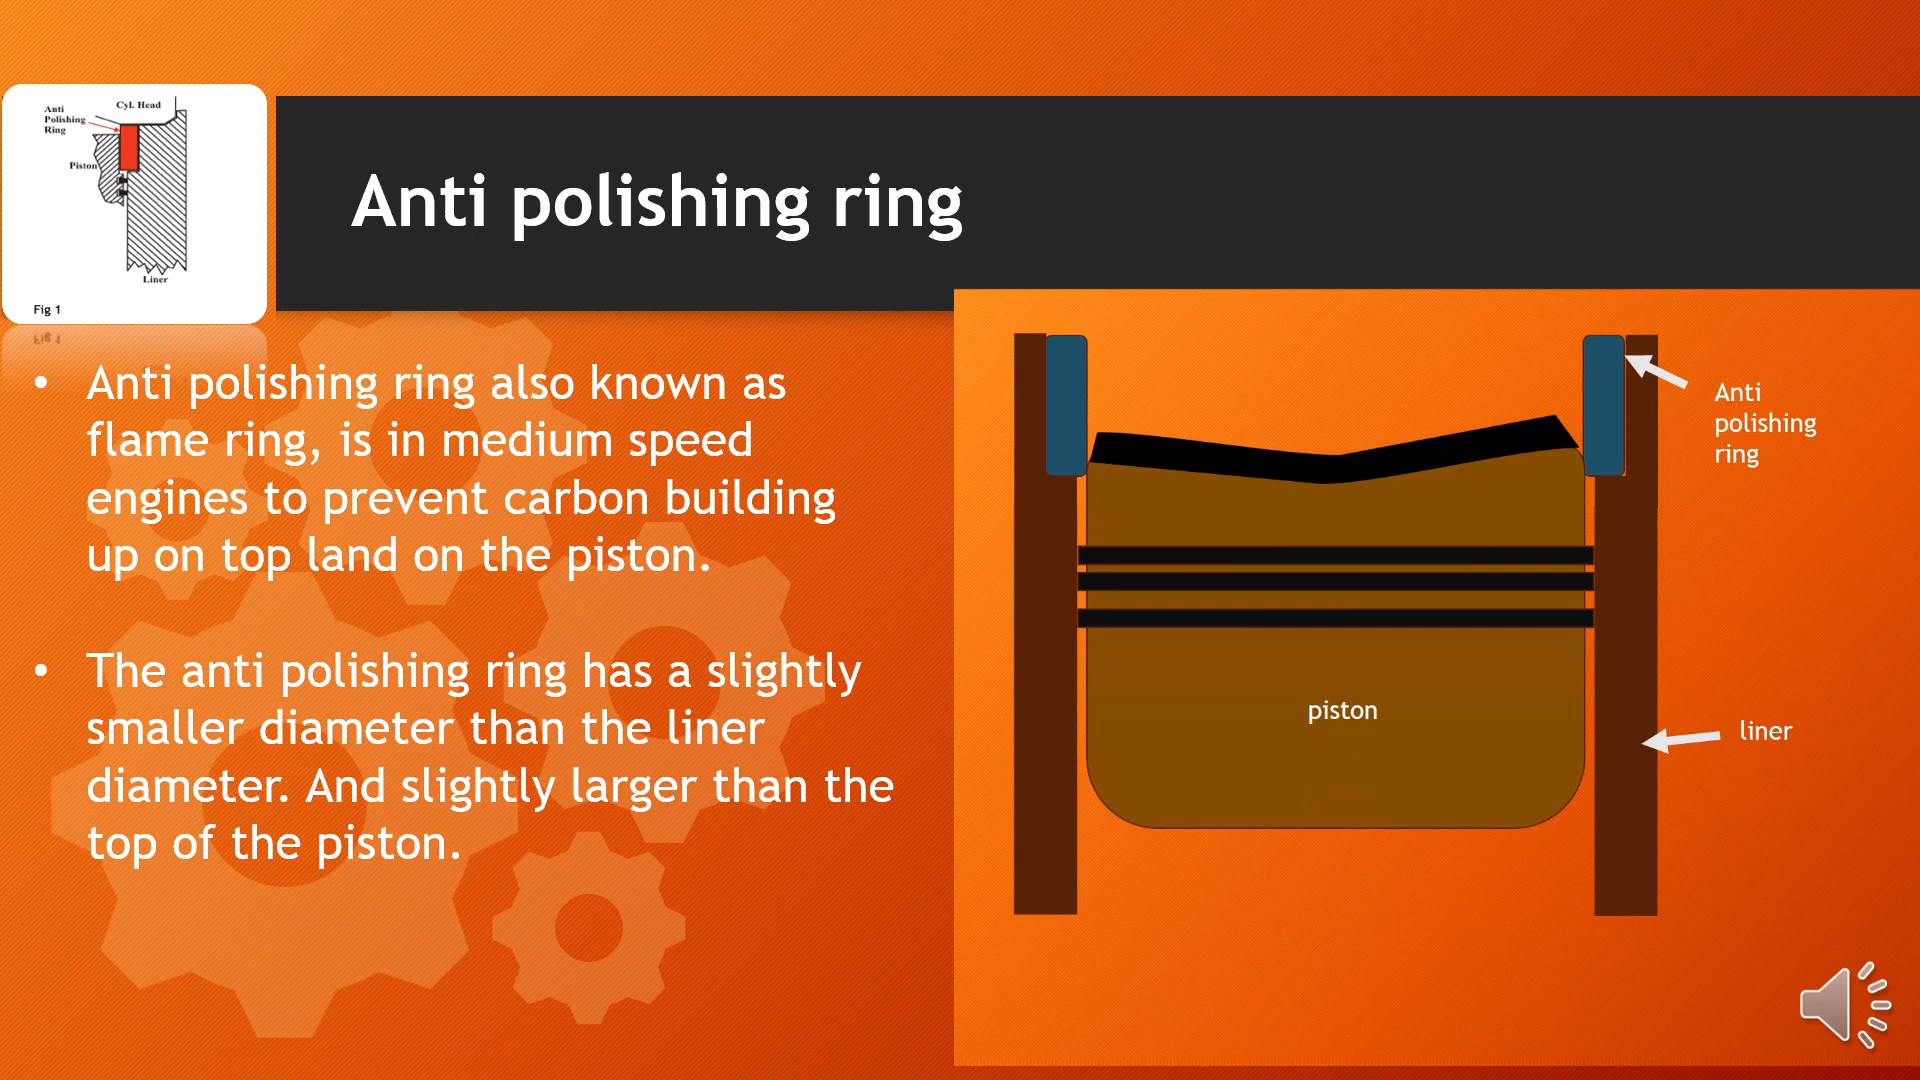 Anti
Polishing
Ring
Cyl. Head
Piston
Liner
Fig 1
Anti polishing ring
• Anti polishing ring also known as
flame ring, is in medium speed
engines to prevent carbon building
up on top land on the piston.
• The anti polishing ring has a slightly
smaller diameter than the liner
diameter. And slightly larger than the
top of the piston.
Anti
polishing
ring
piston
liner